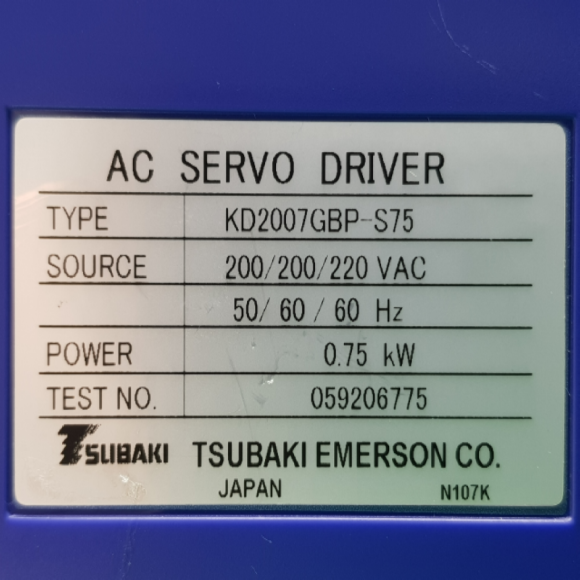 AC SERVO DRIVER
TYPE KD2007GBP-S75
SOURCE 200/200/220 VAC
50/ 60 / 60 Hz
POWER 0.75 kW
TEST NO. 059206775
TSUBAKI TSUBAKI EMERSON CO.
JAPAN N107K